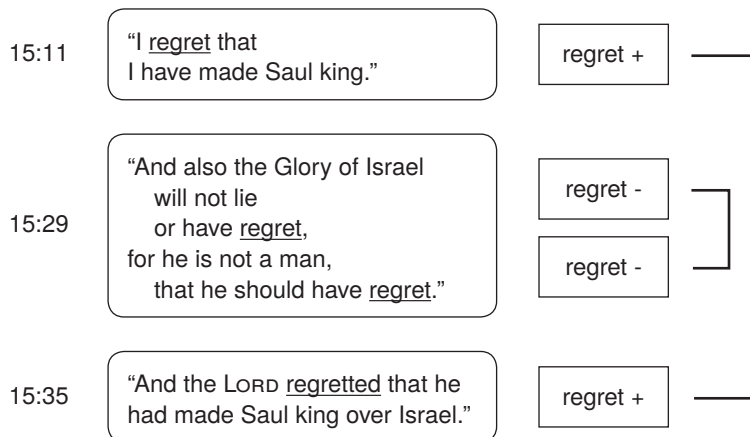 15:11
“I regret that
I have made Saul king.”
regret +
15:29
“And also the Glory of Israel
will not lie
or have regret,
for he is not a man,
that he should have regret.”
regret -
regret -
15:35
“And the LORD regretted that he
had made Saul king over Israel.”
regret +